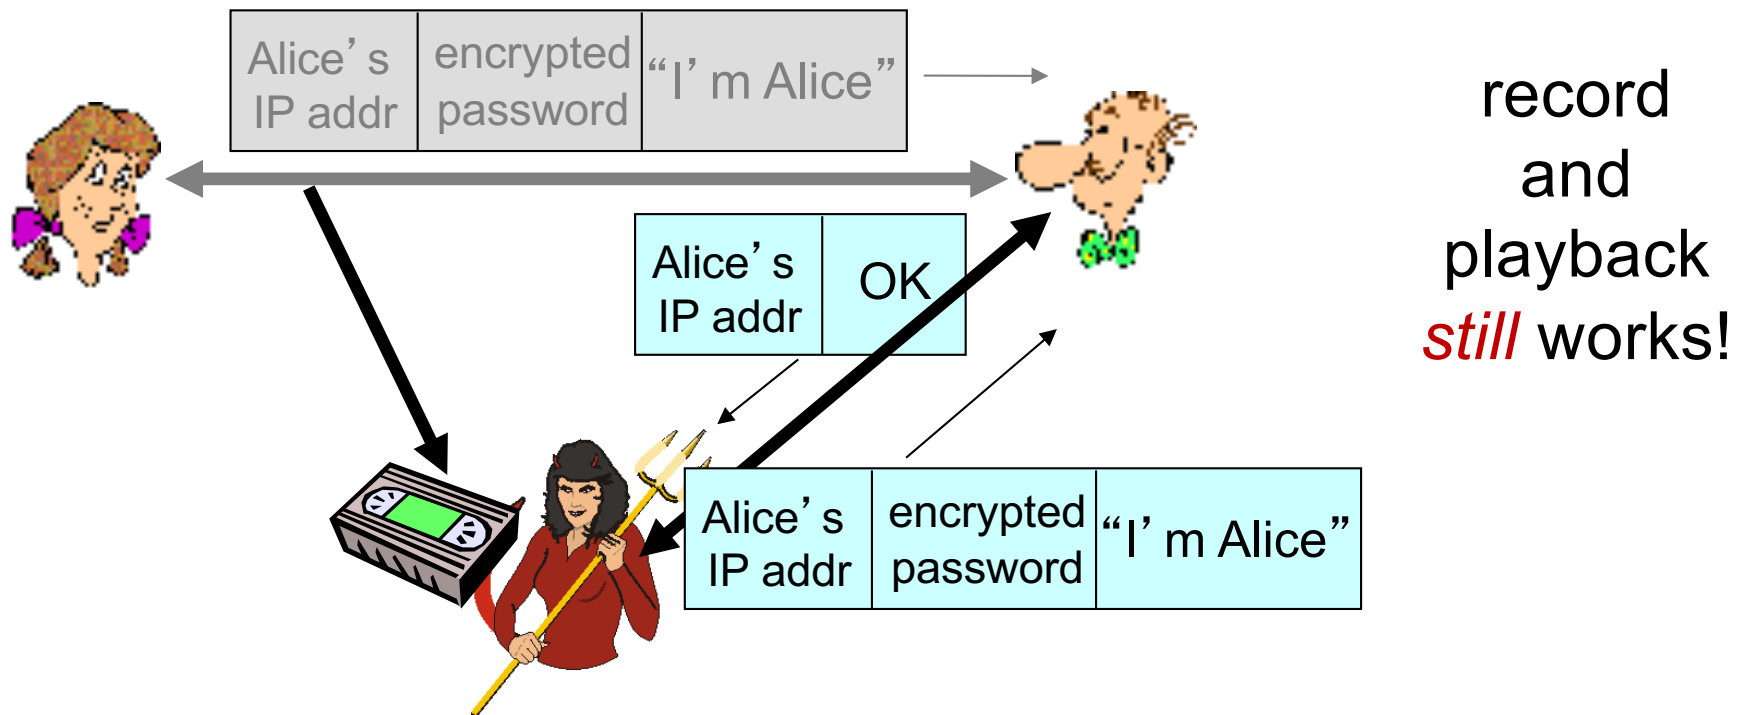 Alice’s
IP addr
encrypted
password
“I’m Alice”
record
and
playback
still works!
Alice’s
IP addr
OK
Alice’s
IP addr
encrypted
password
“I’m Alice”